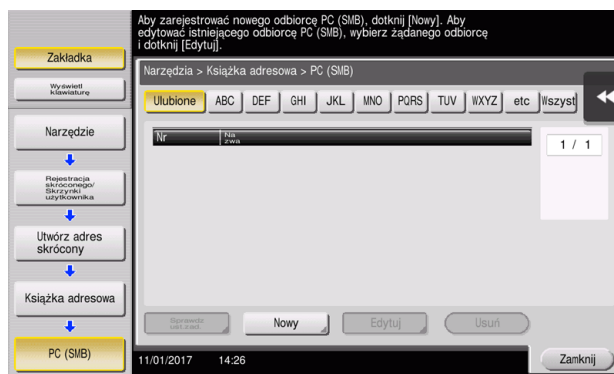 Aby zarejestrować nowego odbiorcę PC (SMB), dotknij [Nowy]. Aby
edytować istniejącego odbiorcę PC (SMB), wybierz żądanego odbiorcę
i dotknij [Edytuj].
Zakładka
Wyświetl
klawiaturę
Narzędzie
Rejestracja
skróconego/
Skrzynki
użytkownika
Utwórz adres
skrócony
Książka adresowa
PC (SMB)
Narzędzia > Książka adresowa > PC (SMB)
Ulubione ABC DEF GHI JKL MNO PQRS TUV WXYZ etc Wszyst
Nr Na
zwa
1 / 1
Sprawdź
ust.zad.
Nowy Edytuj Usuń
11/01/2017 14:26 Zamknij